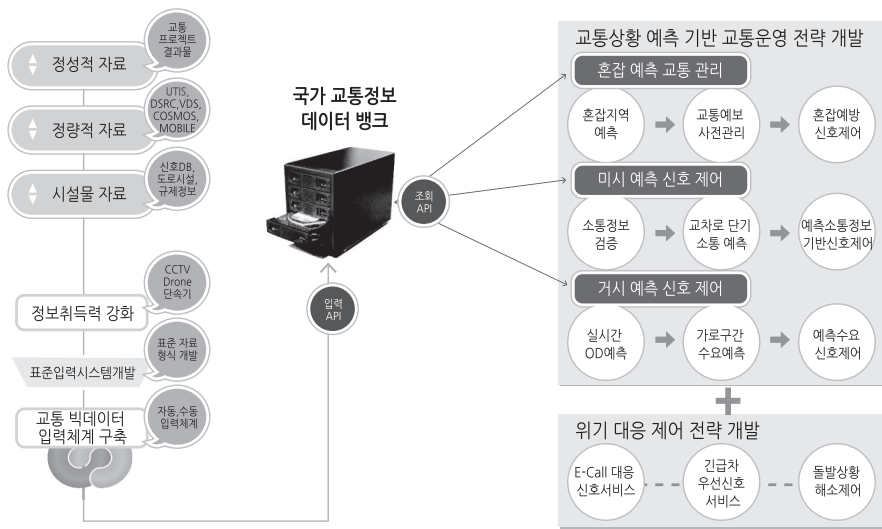 정성적 자료
교통
프로젝트
결과물
정량적 자료
UTIS,
DSRC,VDS,
COSMOS,
MOBILE
시설물 자료
신호DB,
도로시설,
규제정보
정보취득력 강화
CCTV
Drone
단속기
표준입력시스템개발
표준 자료
형식 개발
교통 빅데이터
입력체계 구축
자동,수동
입력체계
국가 교통정보
데이터 뱅크
조회
API
입력
API
교통상황 예측 기반 교통운영 전략 개발
혼잡 예측 교통 관리
혼잡지역
예측
교통예보
사전관리
혼잡예방
신호제어
미시 예측 신호 제어
소통정보
검증
교차로 단기
소통 예측
예측소통정보
기반신호제어
거시 예측 신호 제어
실시간
OD예측
가로구간
수요예측
예측수요
신호제어
위기 대응 제어 전략 개발
E-Call 대응
신호서비스
긴급차
우선신호
서비스
돌발상황
해소제어